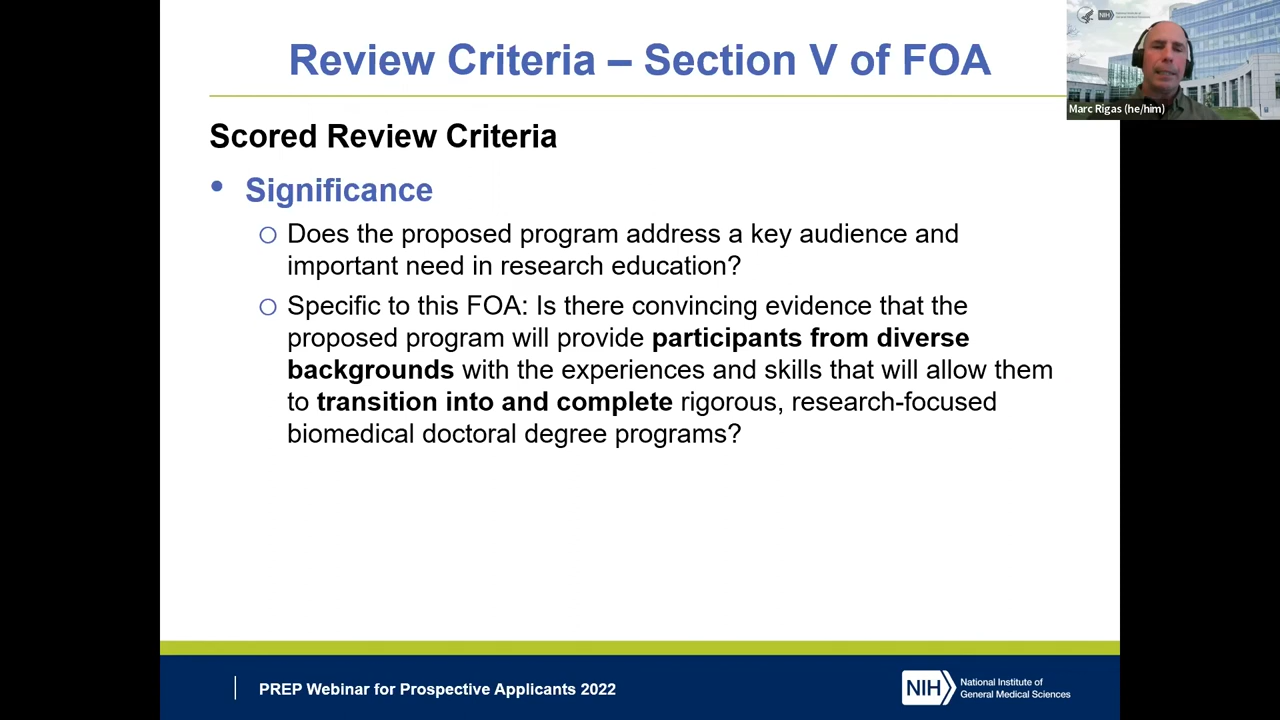 Review Criteria – Section V of FOA
NIH
Marc Rigas (he/him)
Scored Review Criteria
• Significance
Does the proposed program address a key audience and
important need in research education?
Specific to this FOA: Is there convincing evidence that the
proposed program will provide participants from diverse
backgrounds with the experiences and skills that will allow them
to transition into and complete rigorous, research-focused
biomedical doctoral degree programs?
PREP Webinar for Prospective Applicants 2022
NIH
National Institute of
General Medical Sciences